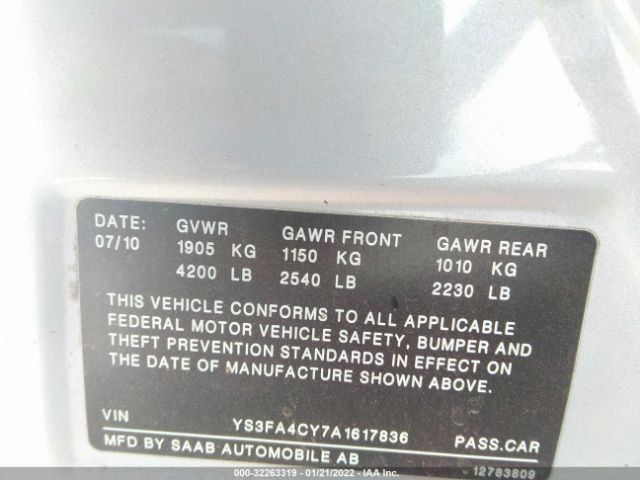 DATE: GVWR GAWR FRONT GAWR REAR
07/10 1905 KG 1150 KG 1010 KG
4200 LB 2540 LB 2230 LB
THIS VEHICLE CONFORMS TO ALL APPLICABLE
FEDERAL MOTOR VEHICLE SAFETY, BUMPER AND
THEFT PREVENTION STANDARDS IN EFFECT ON
THE DATE OF MANUFACTURE SHOWN ABOVE.
VIN YS3FA4CY7A1617836 PASS.CAR
MFD BY SAAB AUTOMOBILE AB 12783809
500 - 32263319 - 01/21/2022 - IAA Inc.